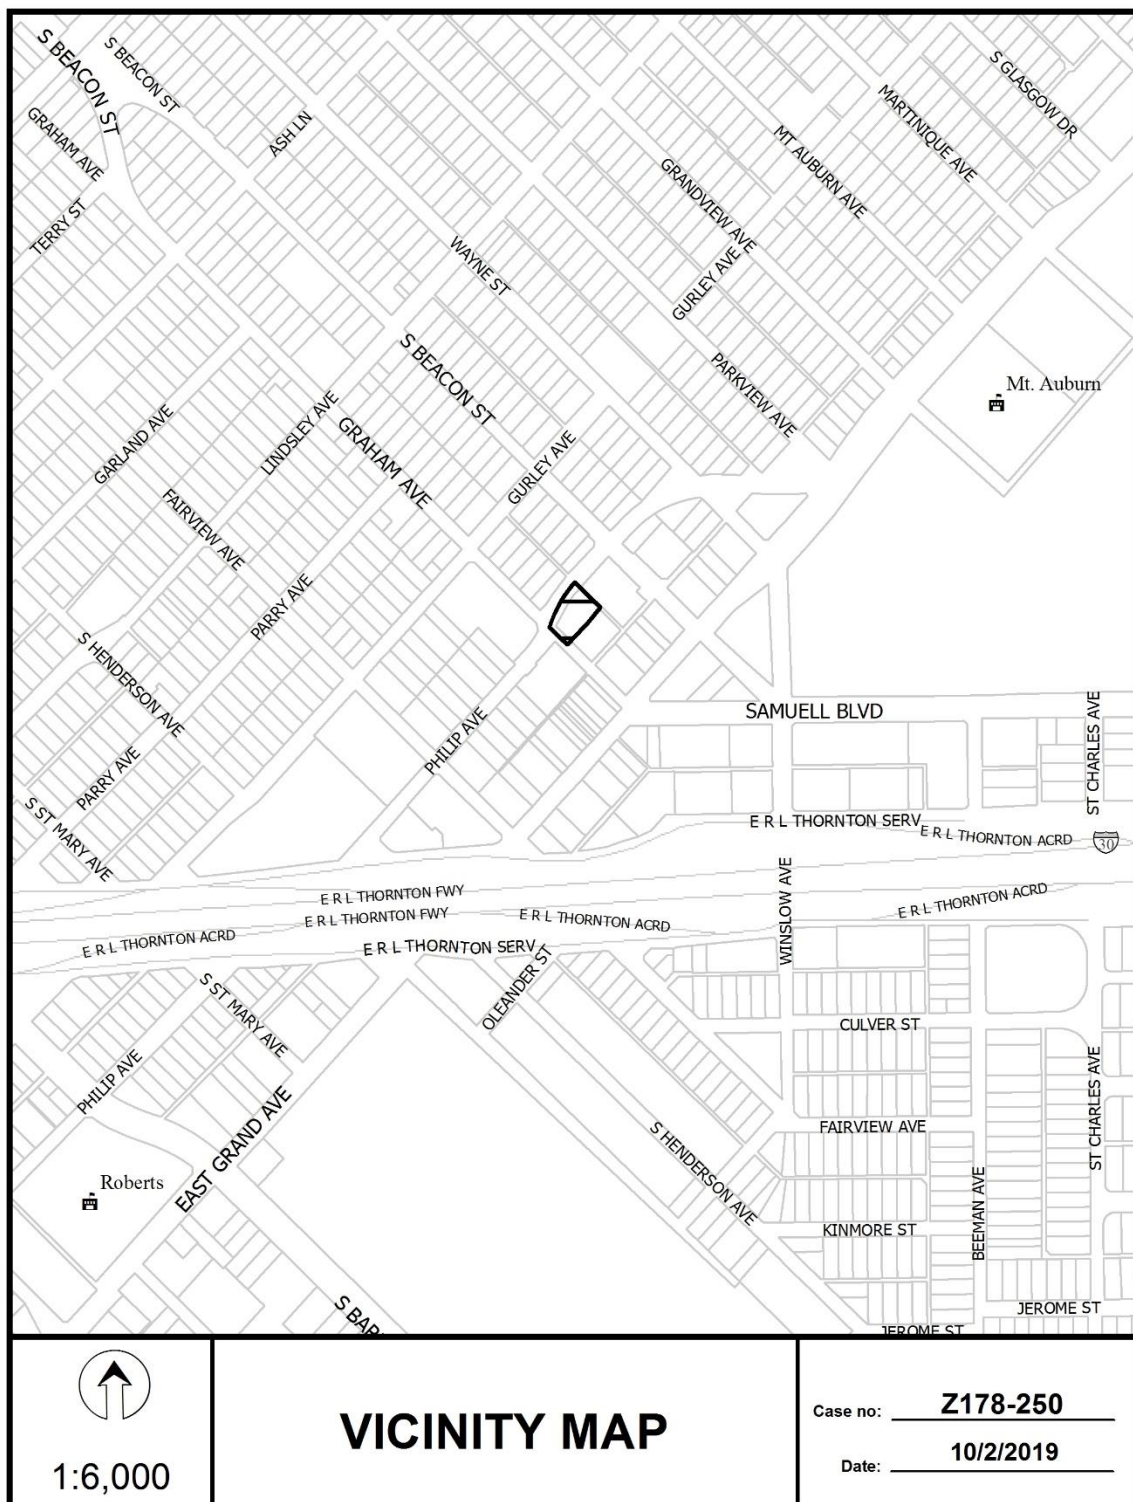 S BEACON ST
S BEACON ST
S GLASGOW DR
GRAHAM AVE
ASH LN
MARTINIQUE AVE
MT AUBURN AVE
TERRY ST
GRANDVIEW AVE
WAYNE ST
GURLEY AVE
S BEACON ST
PARKVIEW AVE
Mt. Auburn
GARLAND AVE
LINDSLEY AVE
GRAHAM AVE
GURLEY AVE
FAIRVIEW AVE
PARRY AVE
S HENDERSON AVE
SAMUELL BLVD
ST CHARLES AVE
PHILIP AVE
PARRY AVE
S ST MARY AVE
E R L THORNTON SERV
E R L THORNTON ACRD
30
E R L THORNTON FWY
WINSLOW AVE
E R L THORNTON ACRD
E R L THORNTON FWY
E R L THORNTON ACRD
E R L THORNTON ACRD
E R L THORNTON SERV
S ST MARY AVE
OLEANDER ST
CULVER ST
PHILIP AVE
ST CHARLES AVE
EAST GRAND AVE
FAIRVIEW AVE
S HENDERSON AVE
Roberts
BEEMAN AVE
KINMORE ST
JEROME ST
S BAR
JEROME ST
1:6,000
VICINITY MAP
Case no: Z178-250
Date: 10/2/2019